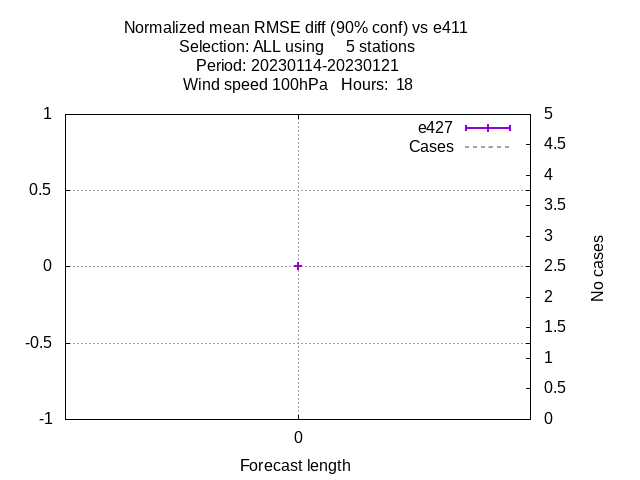 Normalized mean RMSE diff (90% conf) vs e411
Selection: ALL using     5 stations
Period: 20230114-20230121
Wind speed 100hPa   Hours:  18
1
0.5
0
-0.5
-1
e427
Cases
5
4.5
4
3.5
3
2.5
2
1.5
1
0.5
0
No cases
0
Forecast length